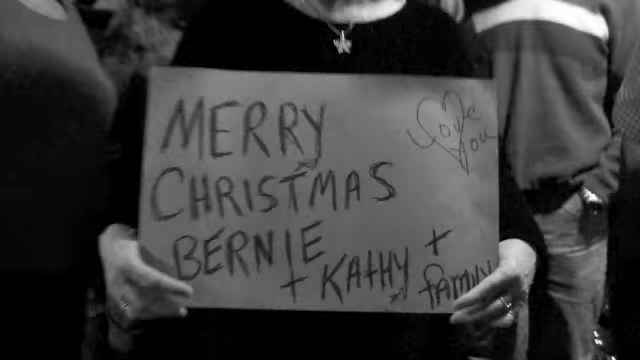 MERRY
Love
You
CHRISTMAS
BERNIE
+ KATHY + family